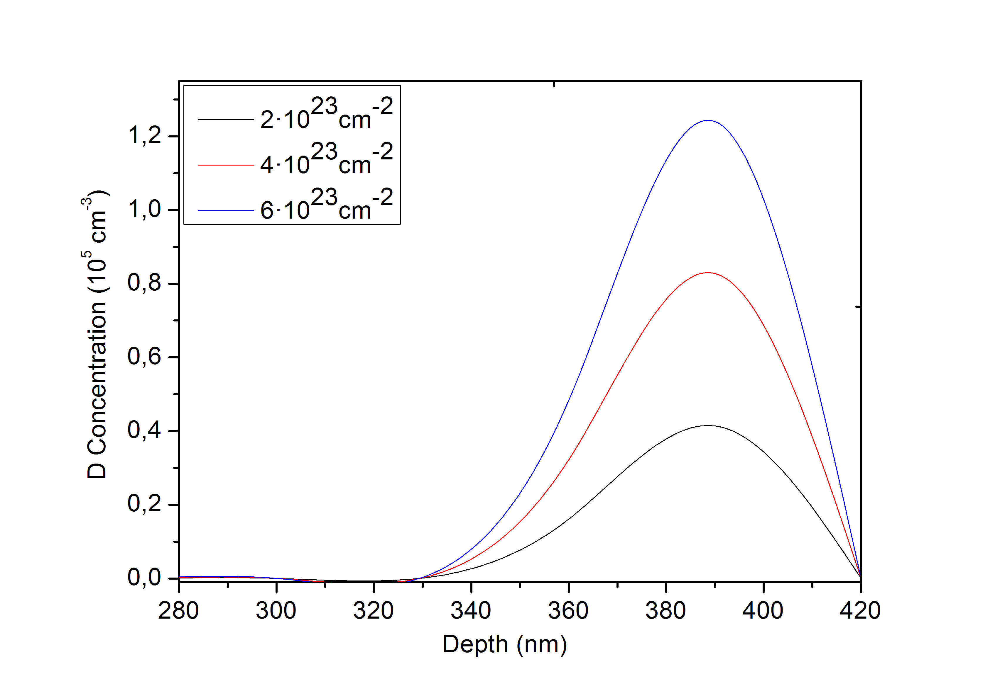 2·10²³cm⁻²
4·10²³cm⁻²
6·10²³cm⁻²
D Concentration (10⁵ cm⁻³)
1,2
1,0
0,8
0,6
0,4
0,2
0,0
280 300 320 340 360 380 400 420
Depth (nm)